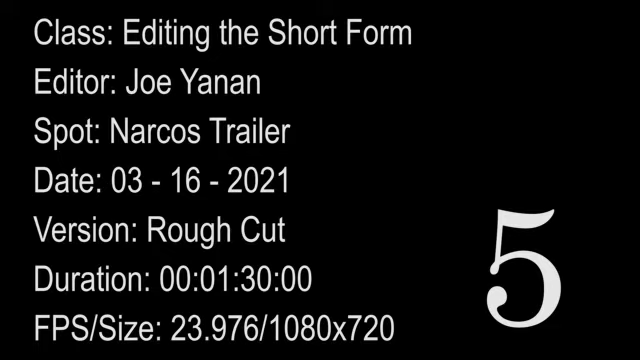 Class: Editing the Short Form
Editor: Joe Yanan
Spot: Narcos Trailer
Date: 03 - 16 - 2021
Version: Rough Cut
Duration: 00:01:30:00
FPS/Size: 23.976/1080x720
5